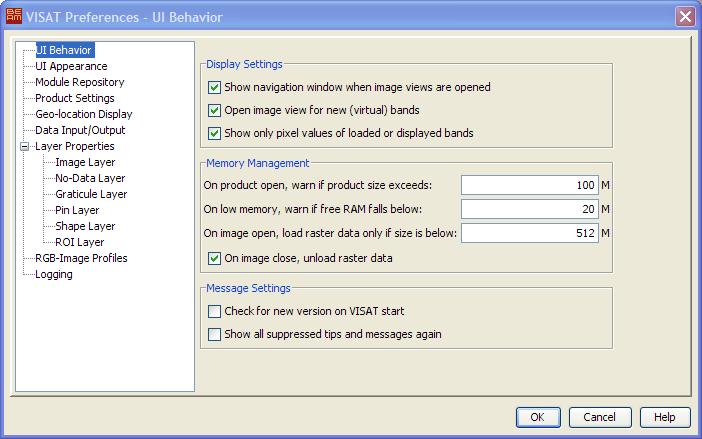 BEAM
VISAT Preferences - UI Behavior
UI Behavior
UI Appearance
Module Repository
Product Settings
Geo-location Display
Data Input/Output
Layer Properties
Image Layer
No-Data Layer
Graticule Layer
Pin Layer
Shape Layer
ROI Layer
RGB-Image Profiles
Logging
Display Settings
Show navigation window when image views are opened
Open image view for new (virtual) bands
Show only pixel values of loaded or displayed bands
Memory Management
On product open, warn if product size exceeds: 100 M
On low memory, warn if free RAM falls below: 20 M
On image open, load raster data only if size is below: 512 M
On image close, unload raster data
Message Settings
Check for new version on VISAT start
Show all suppressed tips and messages again
OK Cancel Help